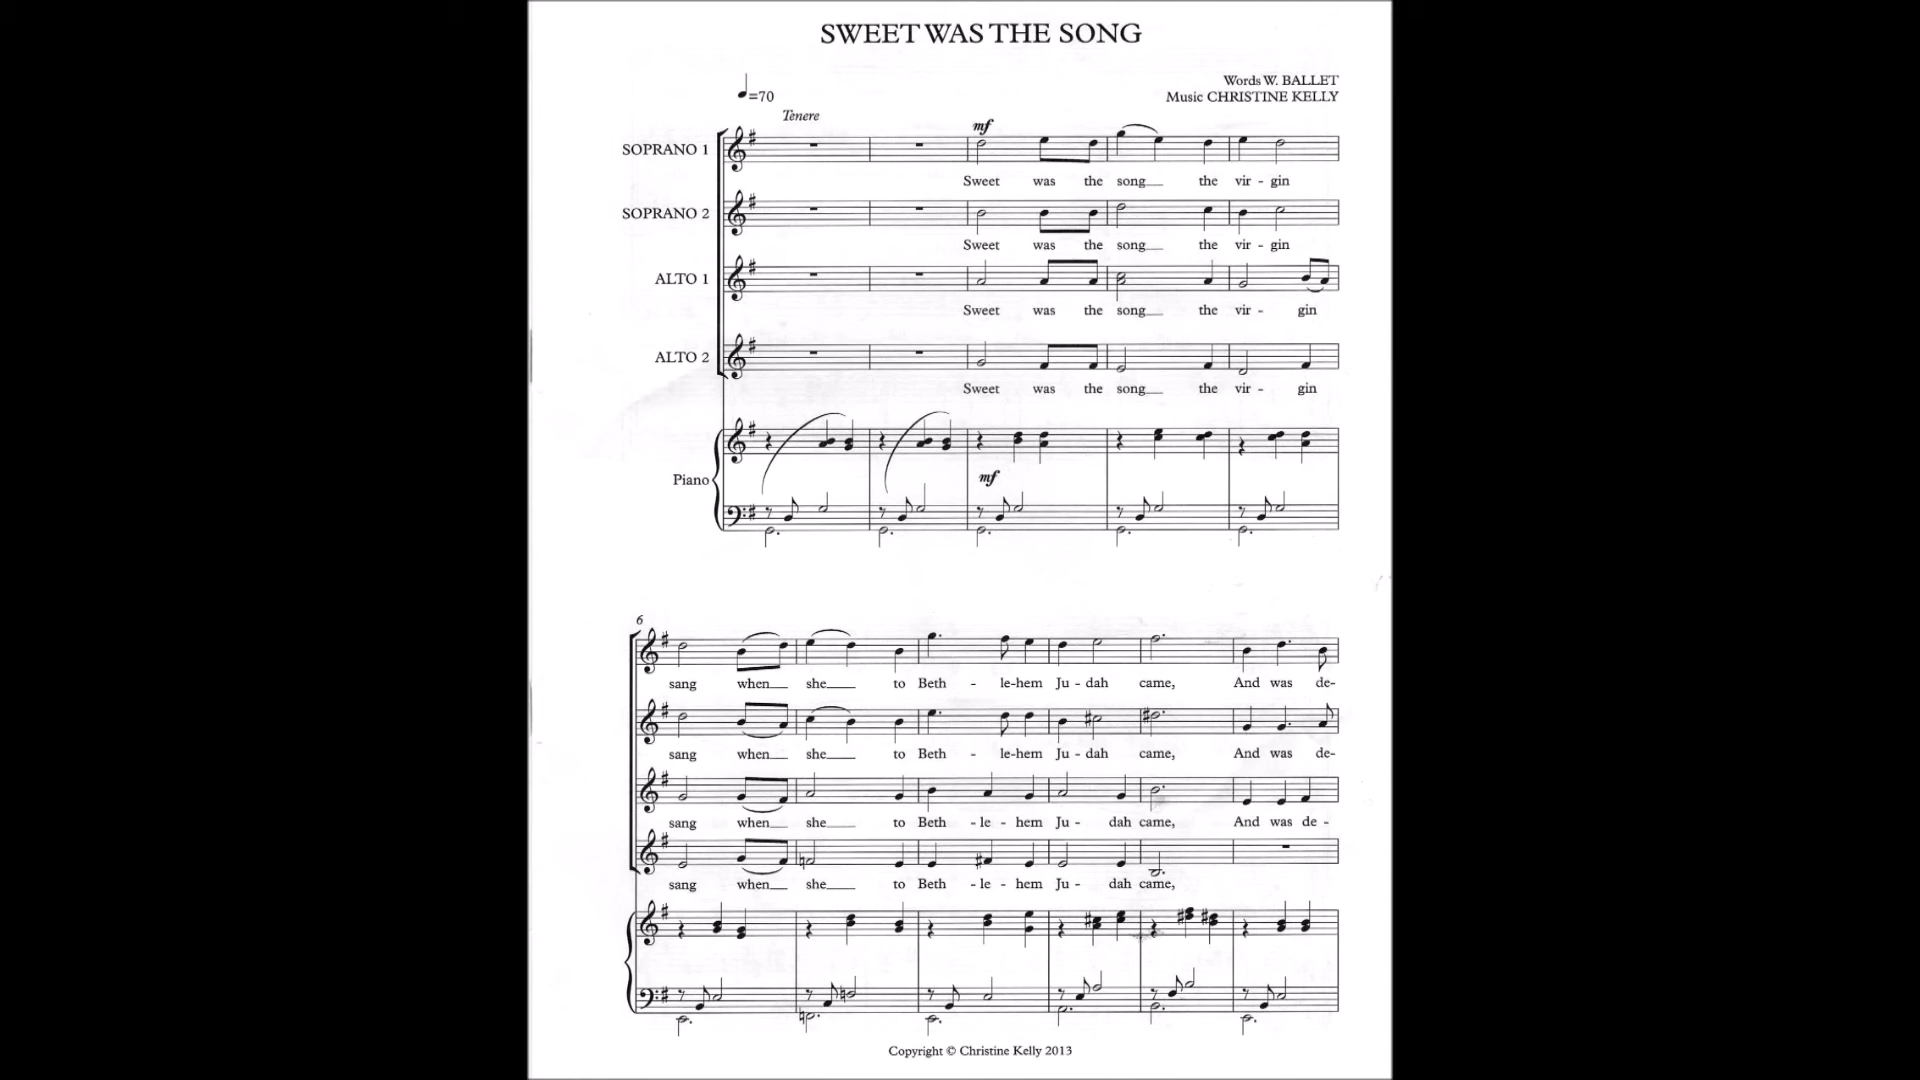 SWEET WAS THE SONG
Words W. BALLET
Music CHRISTINE KELLY
=70
Tenere
mf
SOPRANO 1
Sweet was the song the vir - gin
SOPRANO 2
Sweet was the song the vir - gin
ALTO 1
Sweet was the song the vir - gin
ALTO 2
Sweet was the song the vir - gin
Piano
mf
6
sang when she to Beth - le-hem Ju - dah came, And was de-
sang when she to Beth - le-hem Ju - dah came, And was de-
sang when she to Beth - le - hem Ju - dah came, And was de -
sang when she to Beth - le - hem Ju - dah came,
Copyright © Christine Kelly 2013